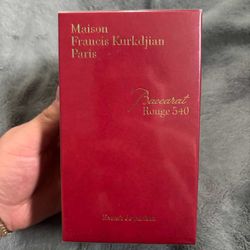 Maison
Francis Kurkdjian
Paris
Baccarat
Rouge 540
Extrait de parfum